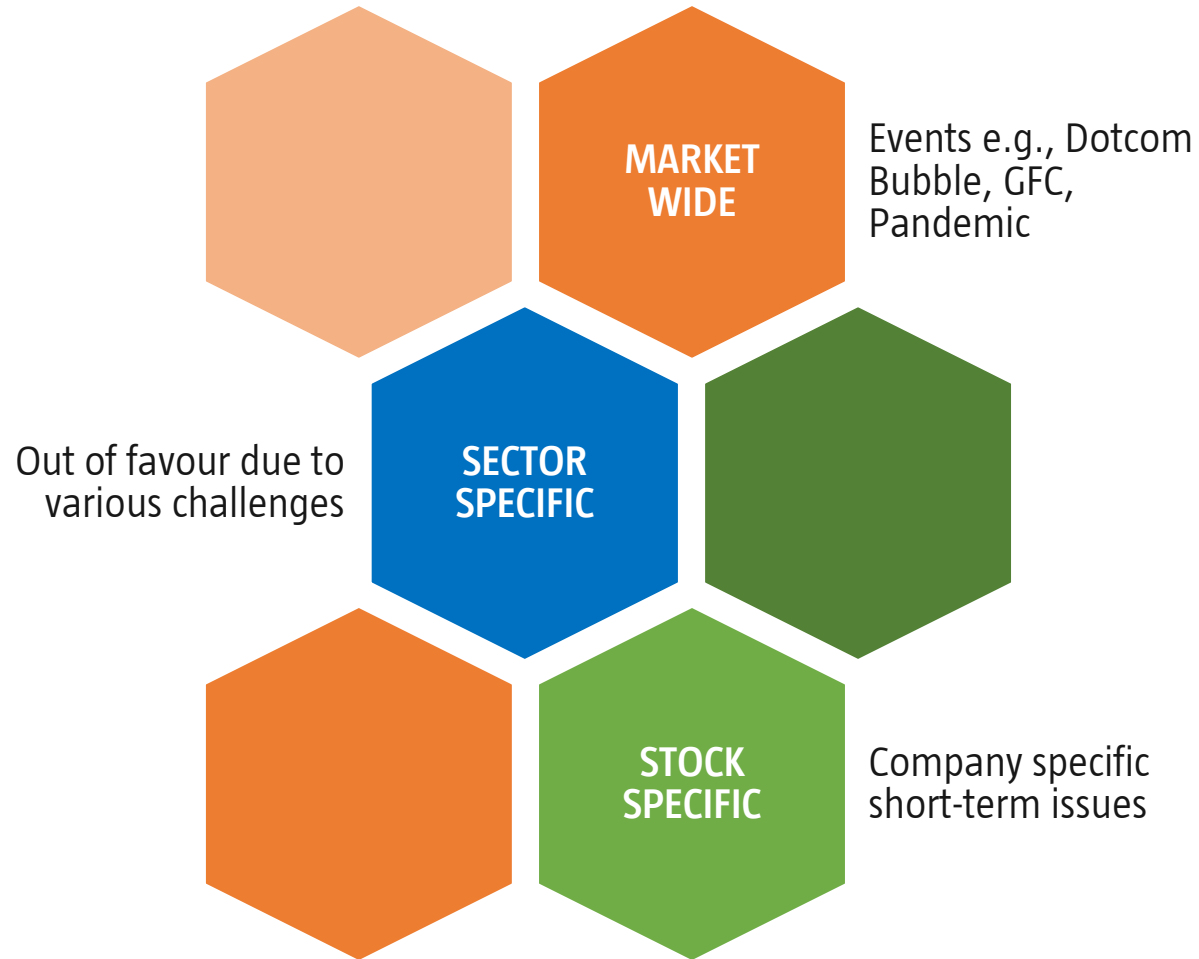 MARKET
WIDE
Events e.g., Dotcom
Bubble, GFC,
Pandemic
Out of favour due to
various challenges
SECTOR
SPECIFIC
STOCK
SPECIFIC
Company specific
short-term issues